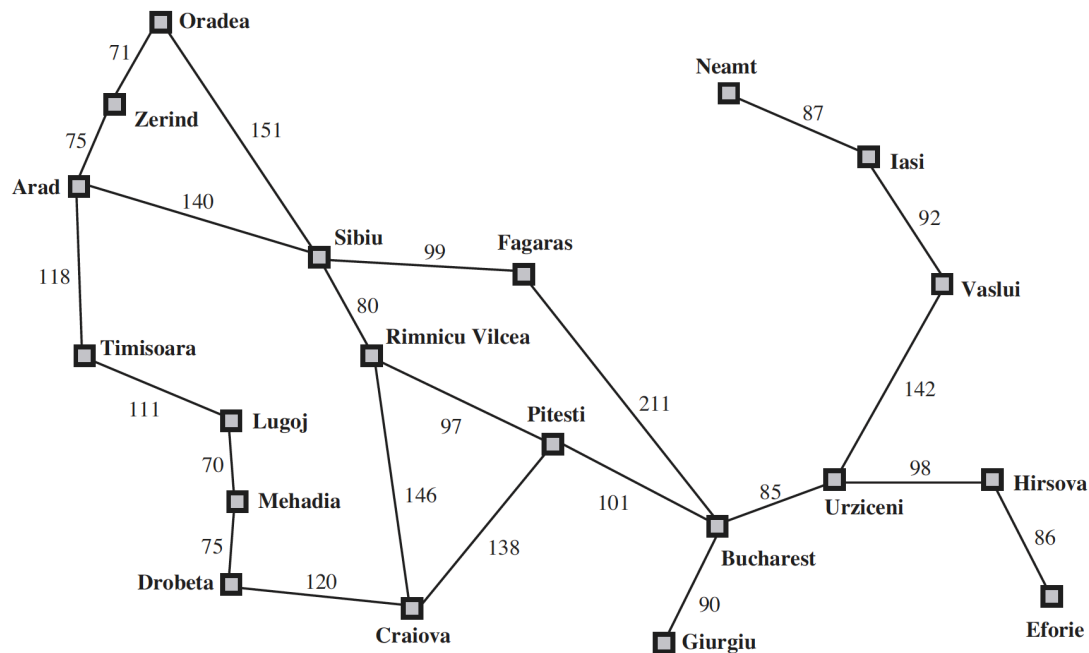 Oradea
71
Neamt
87
Zerind
151
75
Iasi
Arad
140
92
Sibiu
99
Fagaras
118
80
Vaslui
Timisoara
Rimnicu Vilcea
142
111
211
Lugoj
97
Pitesti
70
98
Hirsova
85
Mehadia
146
101
Urziceni
86
75
138
Bucharest
Drobeta
120
90
Craiova
Giurgiu
Eforie